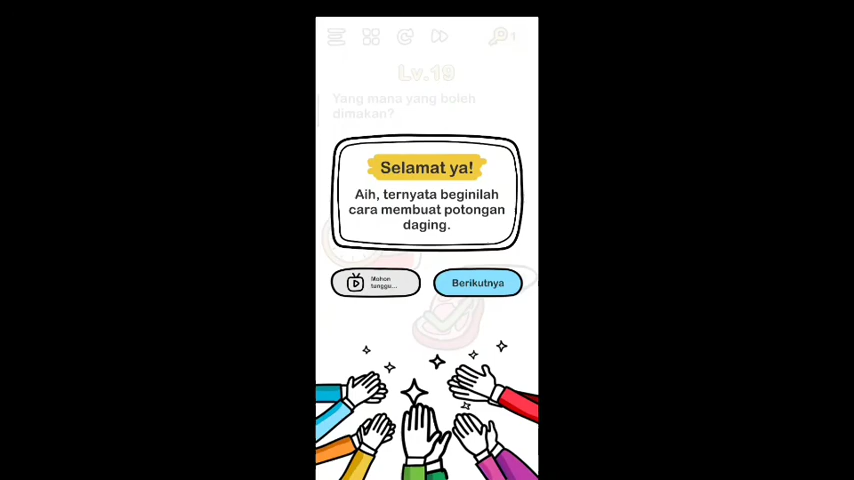 1
Lv.19
Yang mana yang boleh
dimakan?
Selamat ya!
Aih, ternyata beginilah
cara membuat potongan
daging.
Mohon
tunggu...
Berikutnya